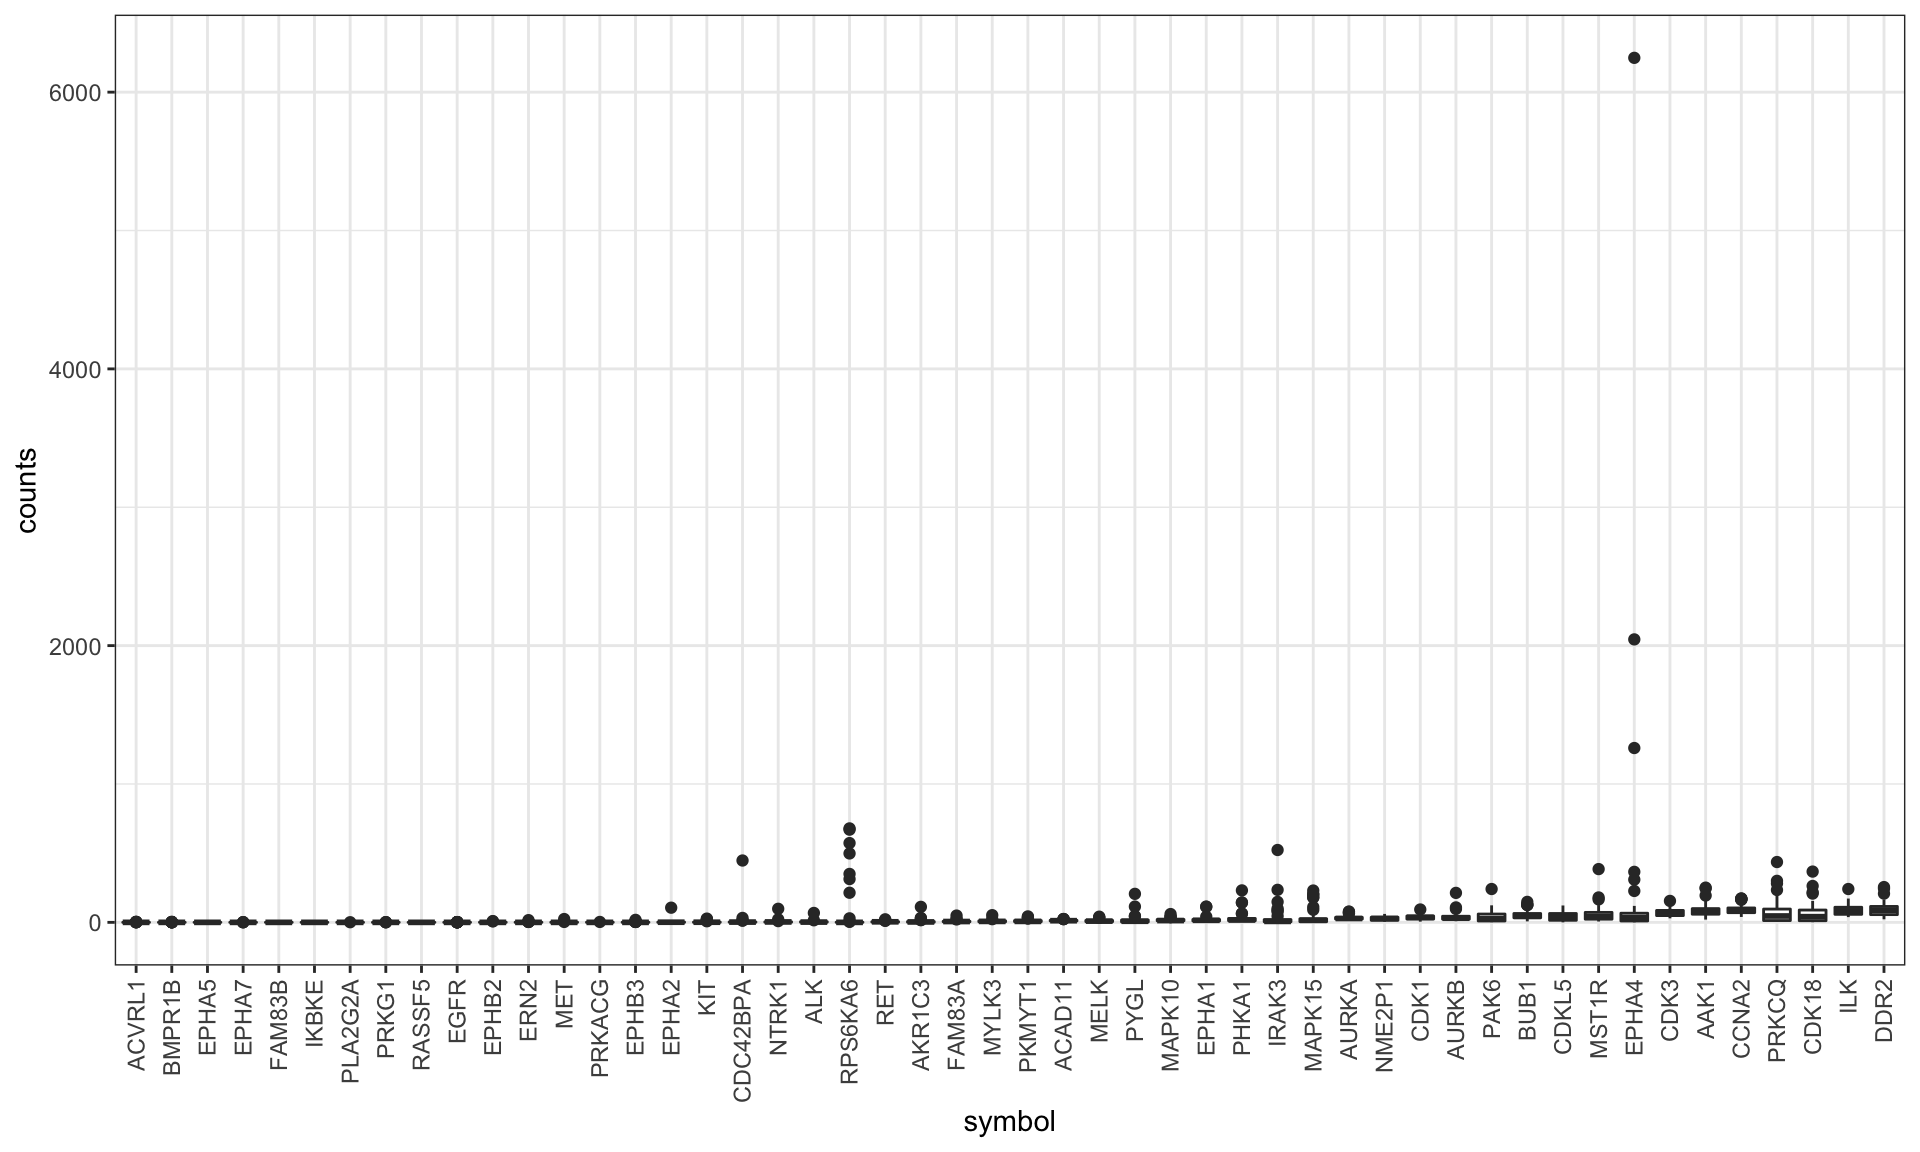 6000
4000
2000
0
counts
ACVRL1
BMPR1B
EPHA5
EPHA7
FAM83B
IKBKE
PLA2G2A
PRKG1
RASSF5
EGFR
EPHB2
ERN2
MET
PRKACG
EPHB3
EPHA2
KIT
CDC42BPA
NTRK1
ALK
RPS6KA6
RET
AKR1C3
FAM83A
MYLK3
PKMYT1
ACAD11
MELK
PYGL
MAPK10
EPHA1
PHKA1
IRAK3
MAPK15
AURKA
NME2P1
CDK1
AURKB
PAK6
BUB1
CDKL5
MST1R
EPHA4
CDK3
AAK1
CCNA2
PRKCQ
CDK18
ILK
DDR2
symbol